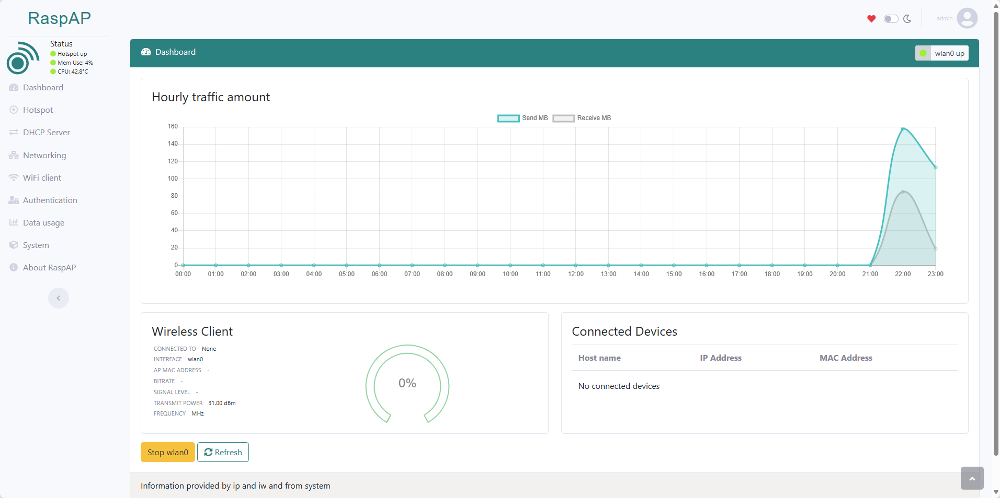 RaspAP
admin
Status
Hotspot up
Mem Use: 4%
CPU: 42.8°C
Dashboard
Hotspot
DHCP Server
Networking
WiFi client
Authentication
Data usage
System
About RaspAP
Dashboard
wlan0 up
Hourly traffic amount
Send MB Receive MB
160
140
120
100
80
60
40
20
0
00:00 01:00 02:00 03:00 04:00 05:00 06:00 07:00 08:00 09:00 10:00 11:00 12:00 13:00 14:00 15:00 16:00 17:00 18:00 19:00 20:00 21:00 22:00 23:00
Wireless Client
CONNECTED TO None
INTERFACE wlan0
AP MAC ADDRESS -
BITRATE -
SIGNAL LEVEL -
TRANSMIT POWER 31.00 dBm
FREQUENCY MHz
0%
Connected Devices
Host name IP Address MAC Address
No connected devices
Stop wlan0 Refresh
Information provided by ip and iw and from system